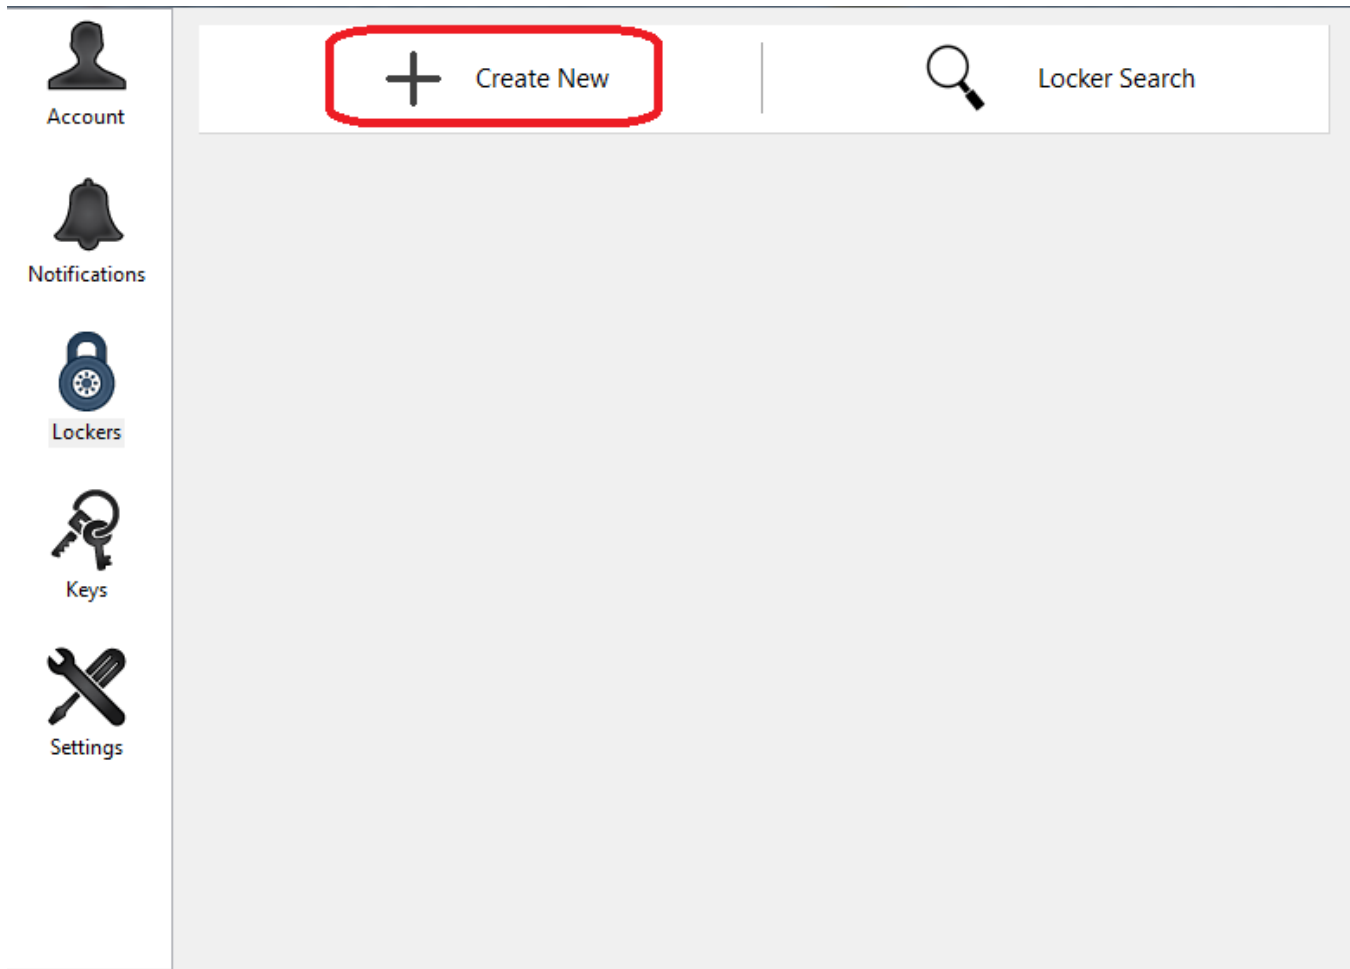 Account
Notifications
Lockers
Keys
Settings
Create New
Locker Search